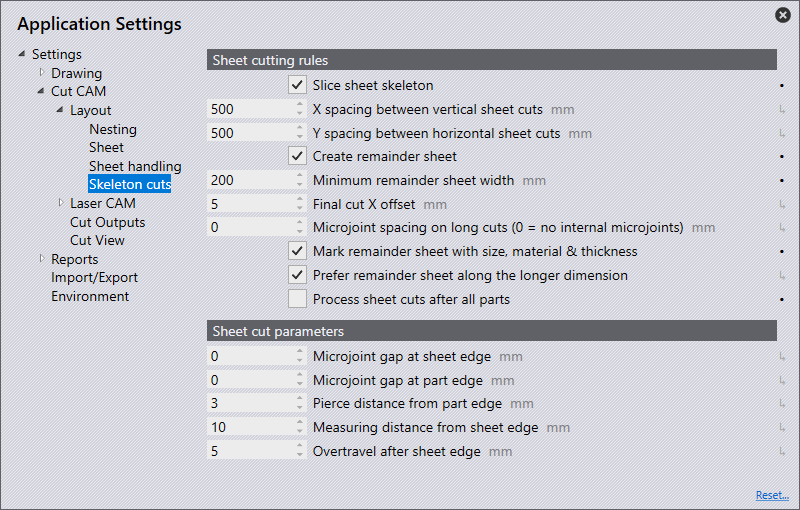 Application Settings
Settings
Drawing
Cut CAM
Layout
Nesting
Sheet
Sheet handling
Skeleton cuts
Laser CAM
Cut Outputs
Cut View
Reports
Import/Export
Environment
Sheet cutting rules
Slice sheet skeleton
500 X spacing between vertical sheet cuts mm
500 Y spacing between horizontal sheet cuts mm
Create remainder sheet
200 Minimum remainder sheet width mm
5 Final cut X offset mm
0 Microjoint spacing on long cuts (0 = no internal microjoints) mm
Mark remainder sheet with size, material & thickness
Prefer remainder sheet along the longer dimension
Process sheet cuts after all parts
Sheet cut parameters
0 Microjoint gap at sheet edge mm
0 Microjoint gap at part edge mm
3 Pierce distance from part edge mm
10 Measuring distance from sheet edge mm
5 Overtravel after sheet edge mm
Reset...